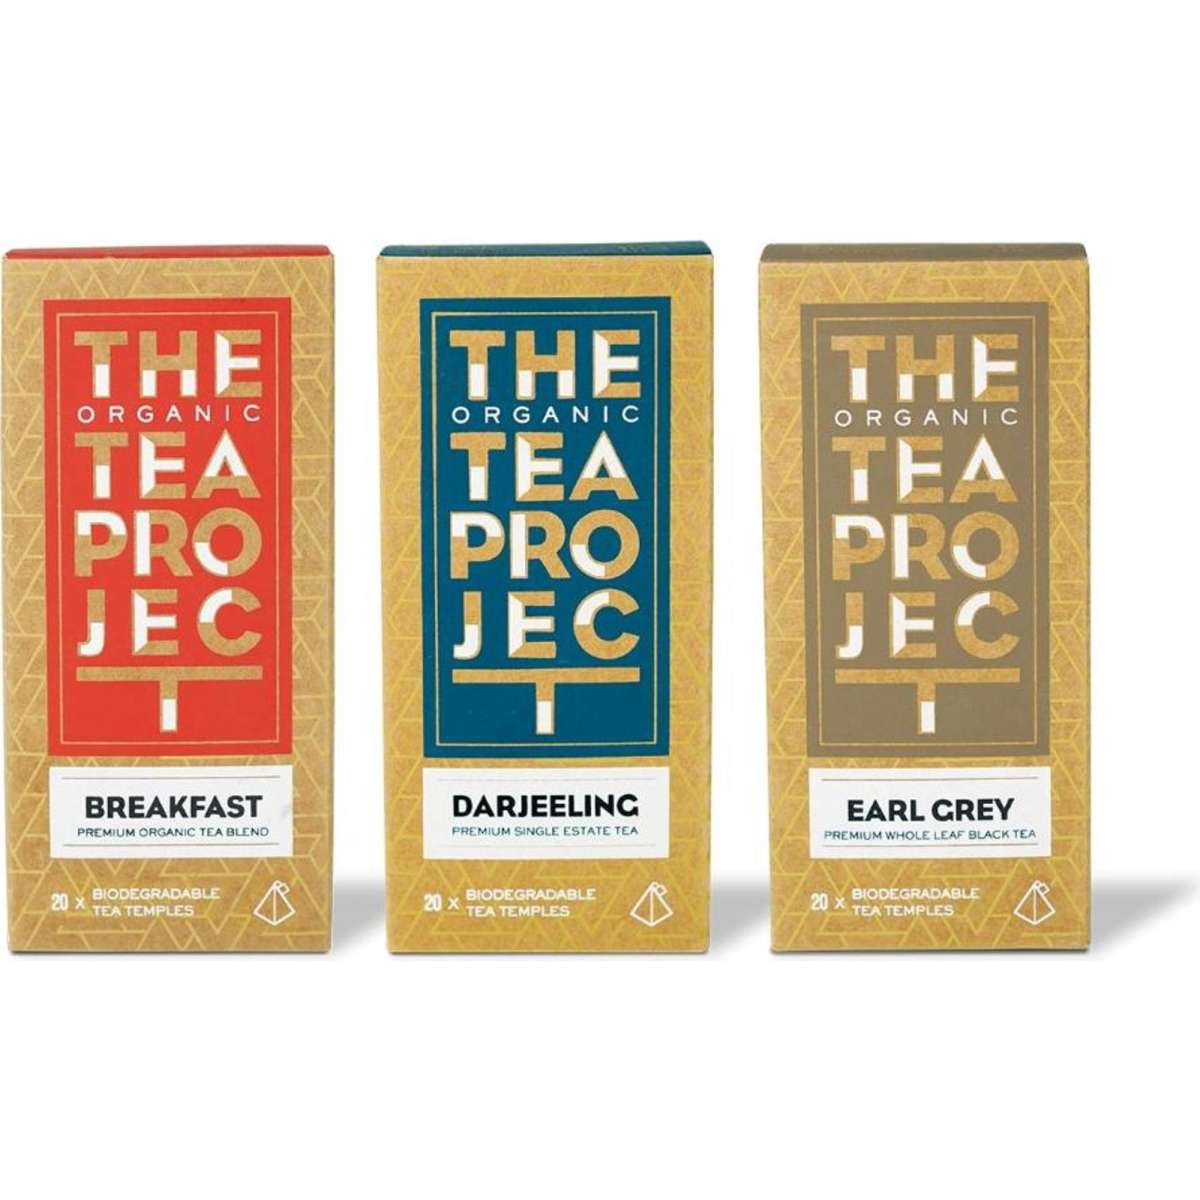 THE
ORGANIC
TEA
PRO
JEC
T
BREAKFAST
PREMIUM ORGANIC TEA BLEND
20 x BIODEGRADABLE
TEA TEMPLES
THE
ORGANIC
TEA
PRO
JEC
T
DARJEELING
PREMIUM SINGLE ESTATE TEA
20 x BIODEGRADABLE
TEA TEMPLES
THE
ORGANIC
TEA
PRO
JEC
T
EARL GREY
PREMIUM WHOLE LEAF BLACK TEA
20 x BIODEGRADABLE
TEA TEMPLES